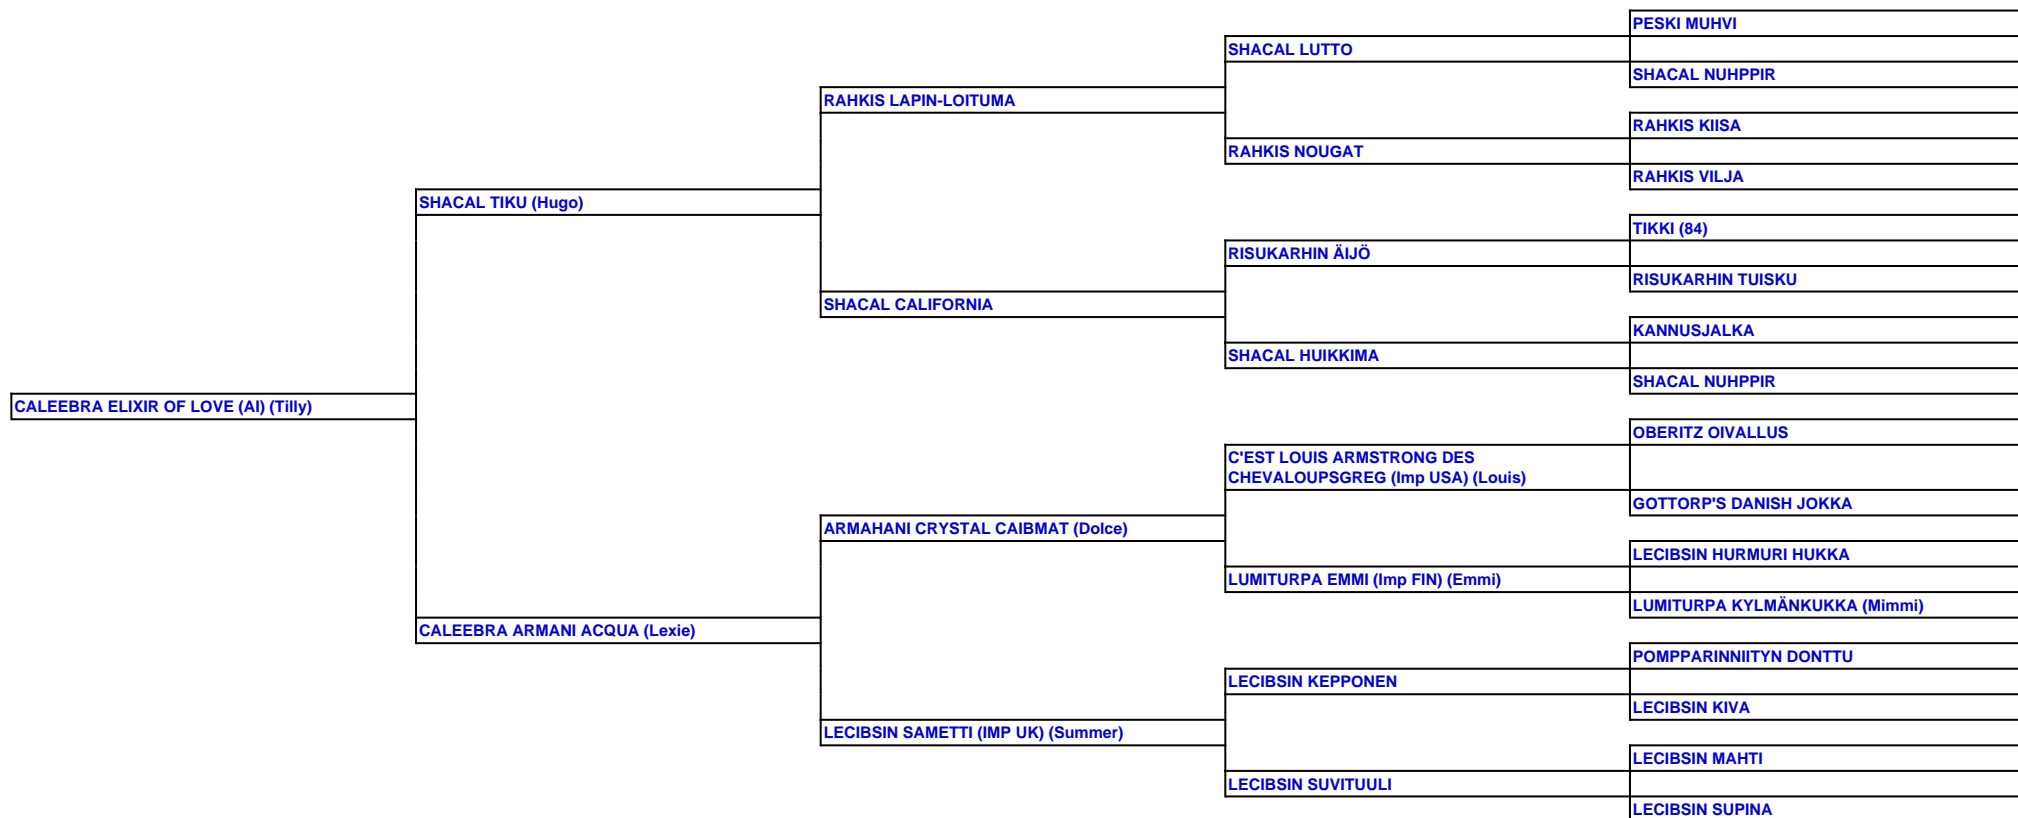 PESKI MUHVI
SHACAL LUTTO
SHACAL NUHPPIR
RAHKIS LAPIN-LOITUMA
RAHKIS KIISA
RAHKIS NOUGAT
RAHKIS VILJA
SHACAL TIKU (Hugo)
TIKKI (84)
RISUKARHIN ÄIJÖ
RISUKARHIN TUISKU
SHACAL CALIFORNIA
KANNUSJALKA
SHACAL HUIKKIMA
SHACAL NUHPPIR
CALEEBRA ELIXIR OF LOVE (AI) (Tilly)
OBERITZ OIVALLUS
C'EST LOUIS ARMSTRONG DES
CHEVALOUPSGREG (Imp USA) (Louis)
GOTTORP'S DANISH JOKKA
ARMAHANI CRYSTAL CAIBMAT (Dolce)
LECIBSIN HURMURI HUKKA
LUMITURPA EMMI (Imp FIN) (Emmi)
LUMITURPA KYLMÄNKUKKA (Mimmi)
CALEEBRA ARMANI ACQUA (Lexie)
POMPPARINNIITYN DONTTU
LECIBSIN KEPPONEN
LECIBSIN KIVA
LECIBSIN SAMETTI (IMP UK) (Summer)
LECIBSIN MAHTI
LECIBSIN SUVITUULI
LECIBSIN SUPINA